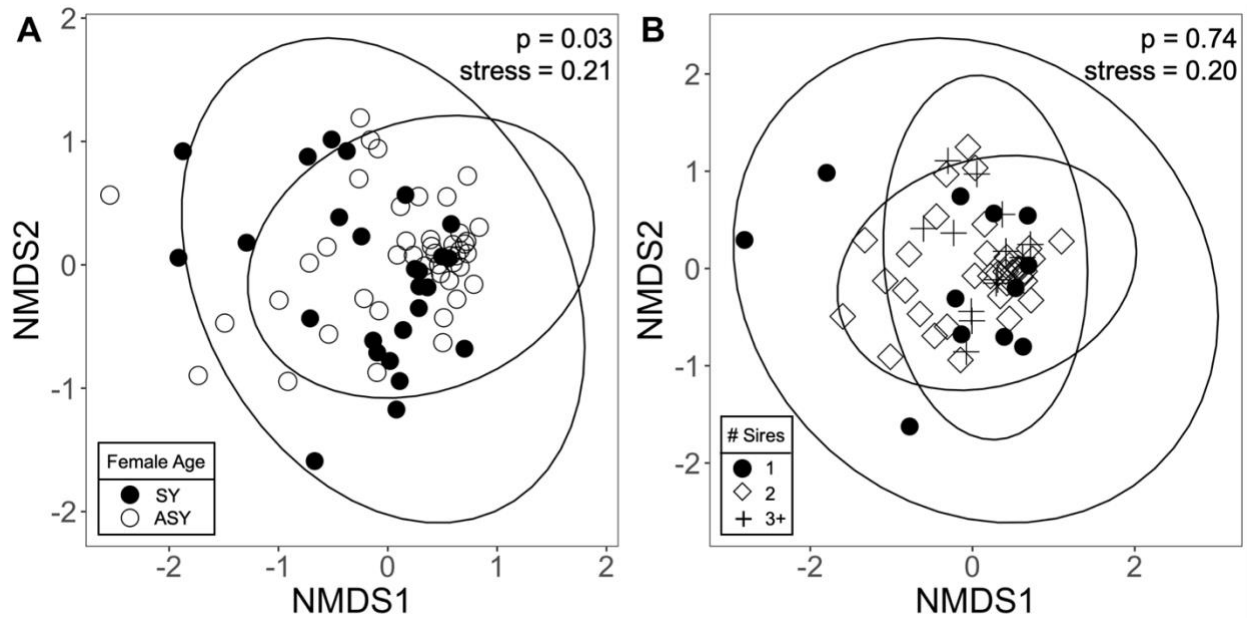 A
p = 0.03
stress = 0.21
NMDS2
2
1
0
-1
-2
Female Age
SY
ASY
-2
-1
0
1
2
NMDS1
B
p = 0.74
stress = 0.20
NMDS2
2
1
0
-1
-2
# Sires
1
2
3+
-2
0
2
NMDS1